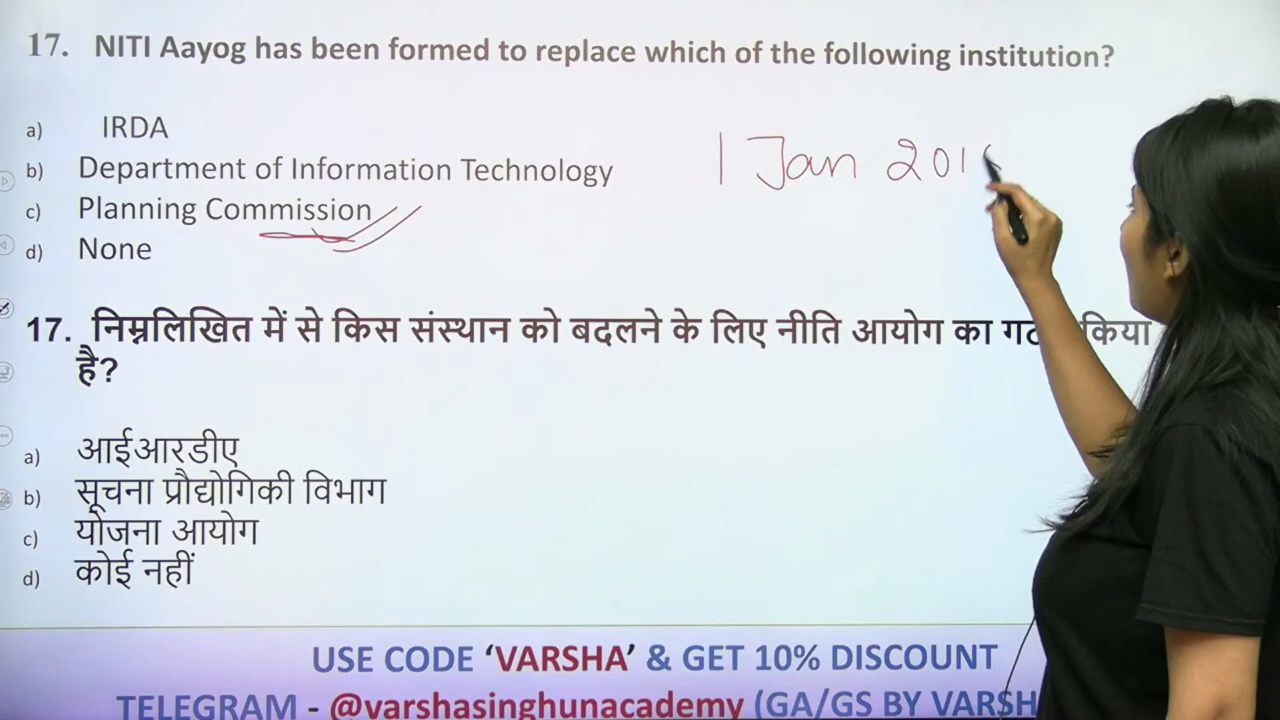 17. NITI Aayog has been formed to replace which of the following institution?
a) IRDA
b) Department of Information Technology
c) Planning Commission
d) None
1 Jan 201
17. निम्नलिखित में से किस संस्थान को बदलने के लिए नीति आयोग का किया
है?
a) आईआरडीए
b) सूचना प्रौद्योगिकी विभाग
c) योजना आयोग
d) कोई नहीं
USE CODE ‘VARSHA’ & GET 10% DISCOUNT
TELEGRAM - @varshasinghunacademy (GA/GS BY VARSH